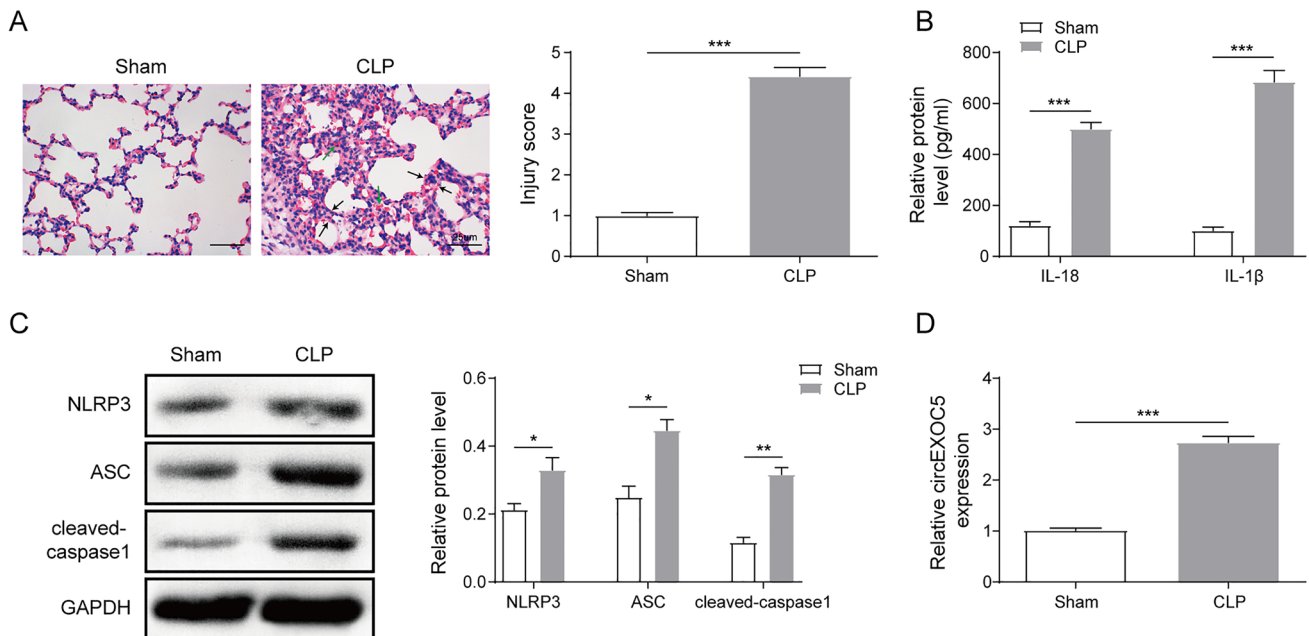 A
Sham
CLP
25μm
Injury score
5
4
3
2
1
0
***
Sham
CLP
B
Sham
CLP
Relative protein
level (pg/ml)
800
600
400
200
0
***
***
IL-18
IL-1β
C
Sham
CLP
NLRP3
ASC
cleaved-
caspase1
GAPDH
Relative protein level
0.6
0.4
0.2
0.0
Sham
CLP
*
*
**
NLRP3
ASC
cleaved-caspase1
D
Relative circEXOC5
expression
4
3
2
1
0
***
Sham
CLP